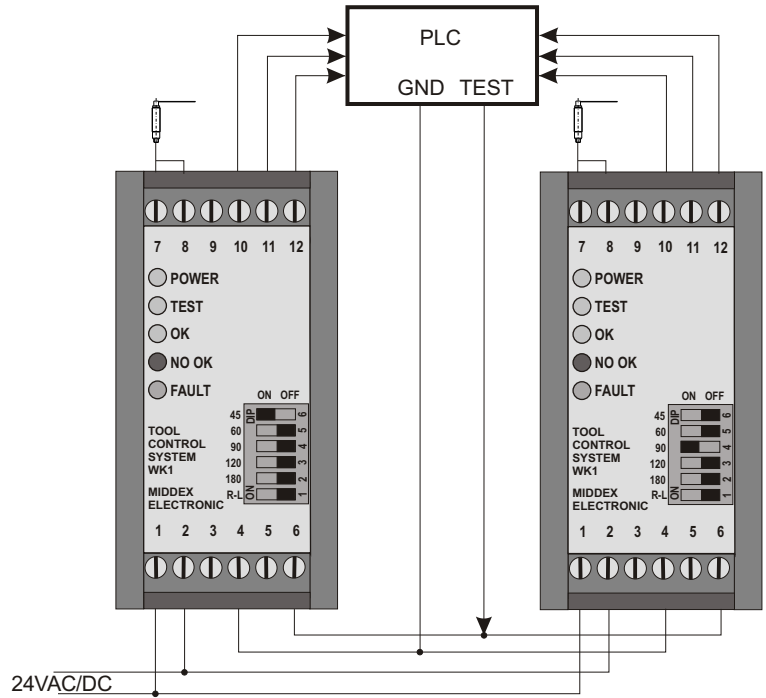 PLC
GND TEST
7 8 9 10 11 12
POWER
TEST
OK
NO OK
FAULT
ON OFF
45 DIP 6
60 5
90 4
120 3
180 2
R-L ON 1
TOOL
CONTROL
SYSTEM
WK1
MIDDEX
ELECTRONIC
1 2 3 4 5 6
7 8 9 10 11 12
POWER
TEST
OK
NO OK
FAULT
ON OFF
45 DIP 6
60 5
90 4
120 3
180 2
R-L ON 1
TOOL
CONTROL
SYSTEM
WK1
MIDDEX
ELECTRONIC
1 2 3 4 5 6
24VAC/DC